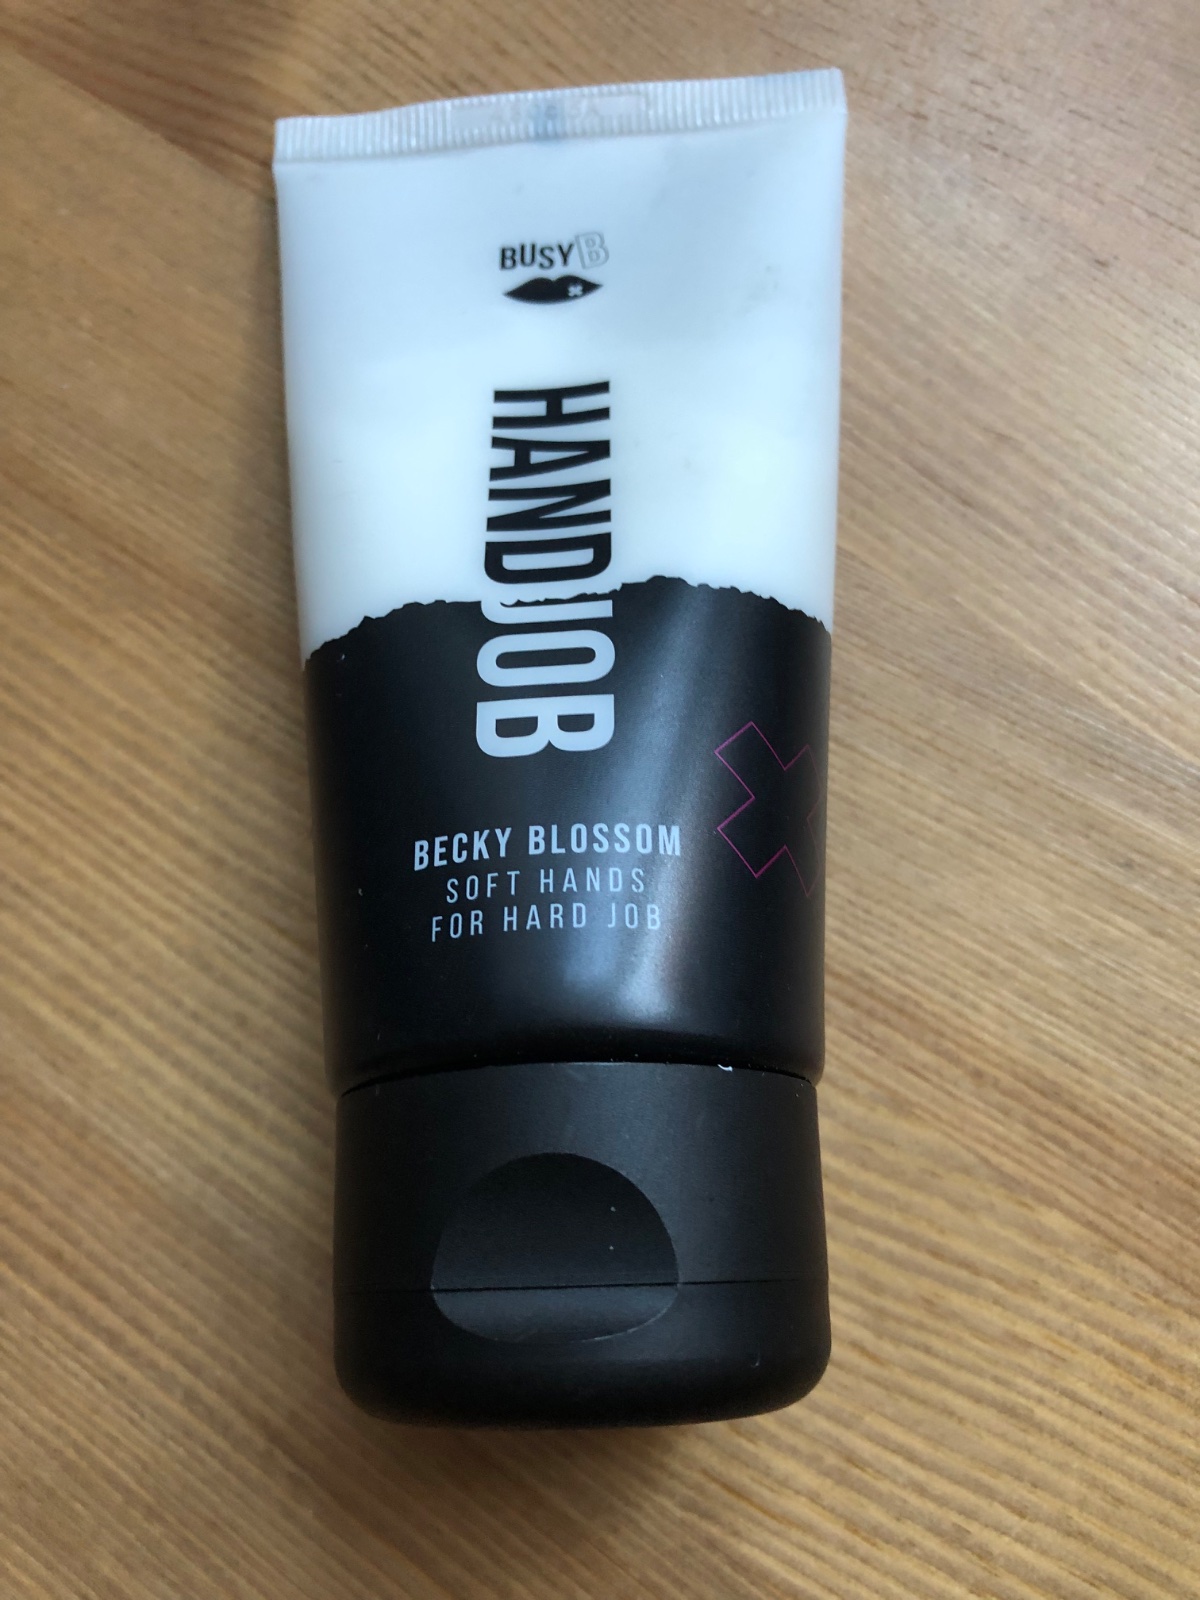 BUSY B
HANDJOB
BECKY BLOSSOM
SOFT HANDS
FOR HARD JOB